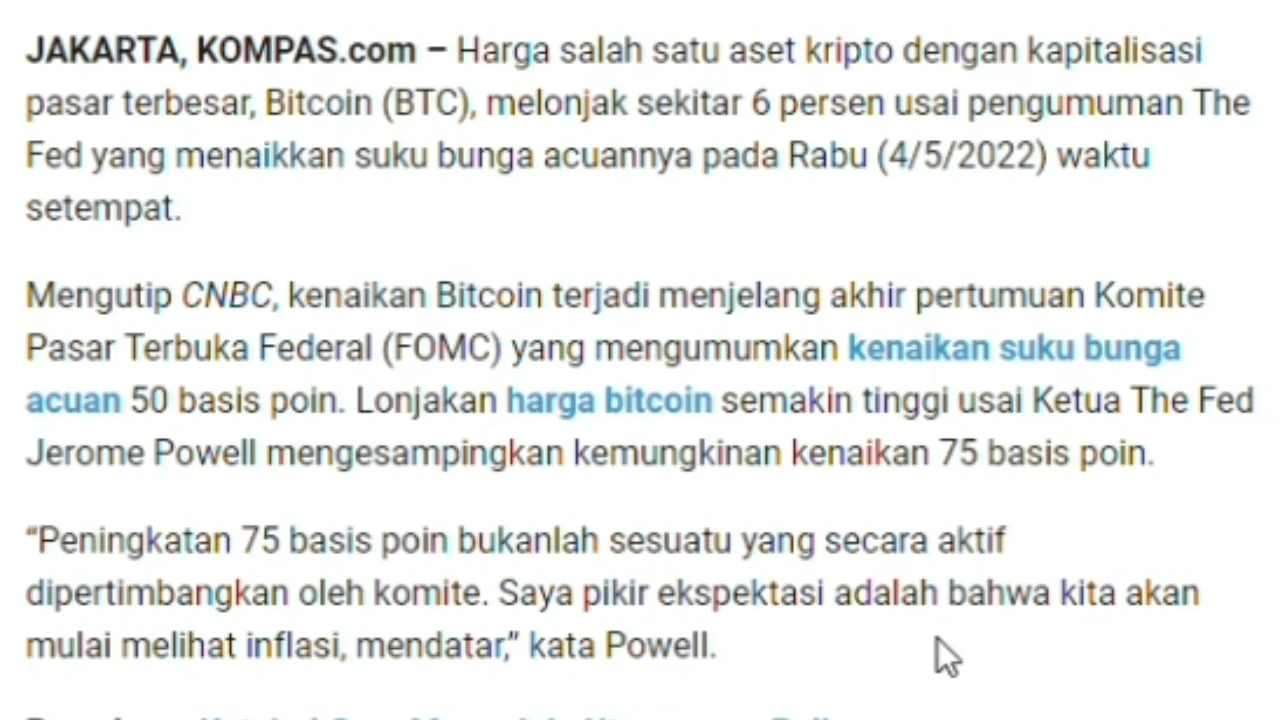 JAKARTA, KOMPAS.com – Harga salah satu aset kripto dengan kapitalisasi
pasar terbesar, Bitcoin (BTC), melonjak sekitar 6 persen usai pengumuman The
Fed yang menaikkan suku bunga acuannya pada Rabu (4/5/2022) waktu
setempat.
Mengutip CNBC, kenaikan Bitcoin terjadi menjelang akhir pertumuan Komite
Pasar Terbuka Federal (FOMC) yang mengumumkan kenaikan suku bunga
acuan 50 basis poin. Lonjakan harga bitcoin semakin tinggi usai Ketua The Fed
Jerome Powell mengesampingkan kemungkinan kenaikan 75 basis poin.
“Peningkatan 75 basis poin bukanlah sesuatu yang secara aktif
dipertimbangkan oleh komite. Saya pikir ekspektasi adalah bahwa kita akan
mulai melihat inflasi, mendatar,” kata Powell.